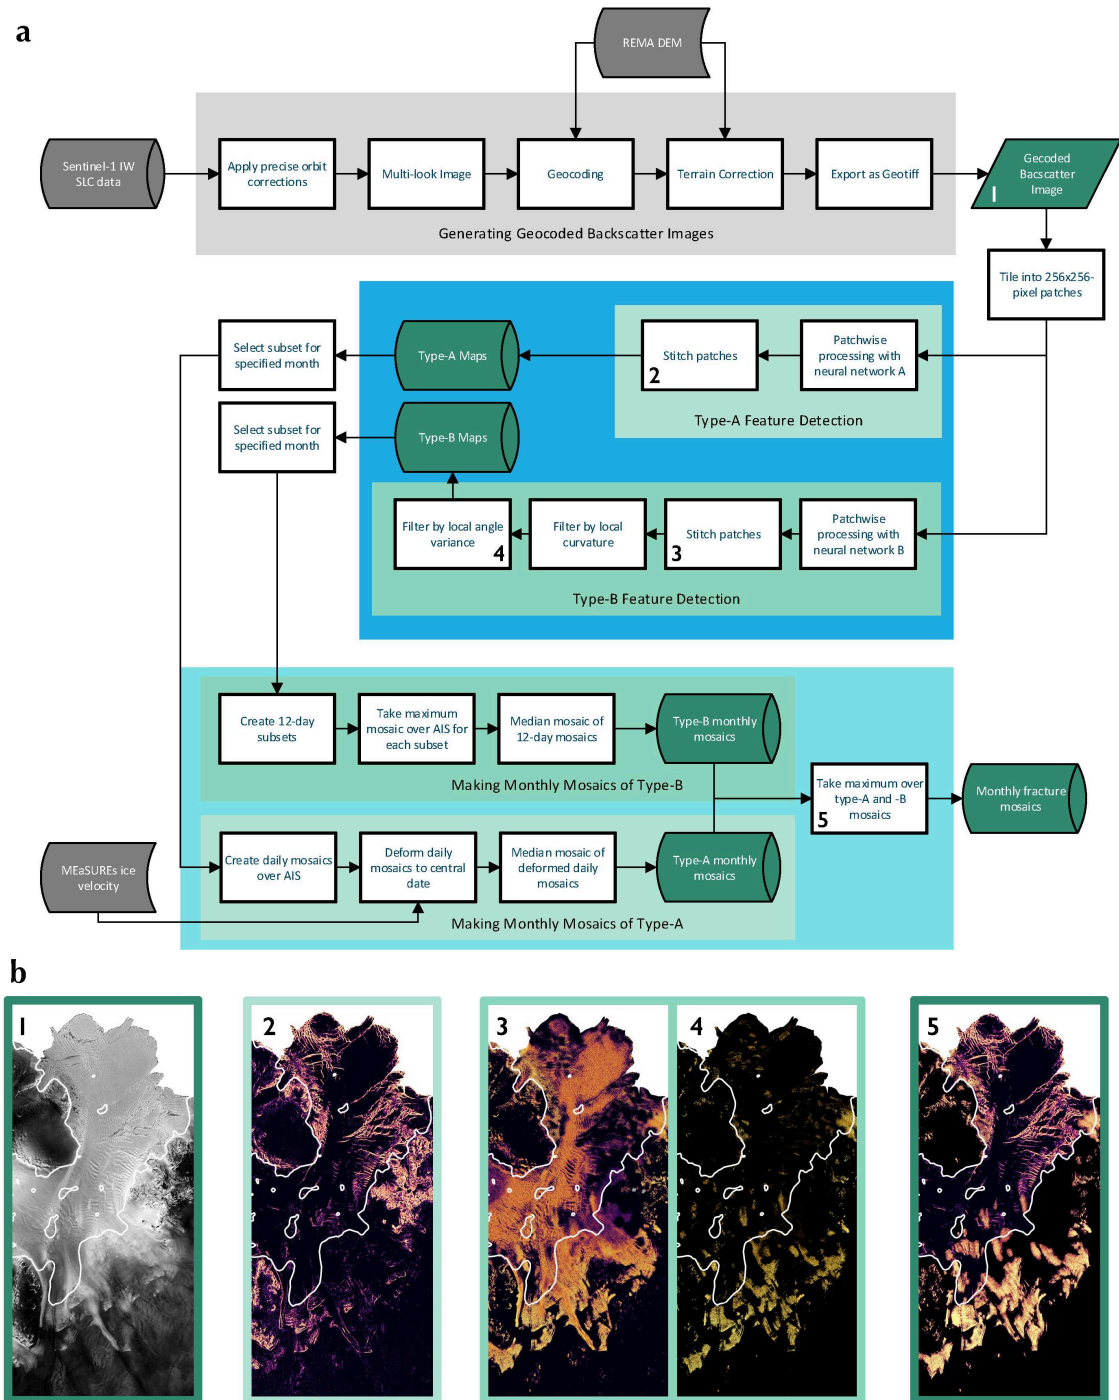 a
REMA DEM
Sentinel-1 IW
SLC data
Apply precise orbit
corrections
Multi-look Image
Geocoding
Terrain Correction
Export as Geotiff
Gecoded
Bacscatter
Image
1
Generating Geocoded Backscatter Images
Tile into 256x256-
pixel patches
Select subset for
specified month
Type-A Maps
Stitch patches
2
Patchwise
processing with
neural network A
Type-A Feature Detection
Select subset for
specified month
Type-B Maps
Filter by local angle
variance
4
Filter by local
curvature
Stitch patches
3
Patchwise
processing with
neural network B
Type-B Feature Detection
Create 12-day
subsets
Take maximum
mosaic over AIS for
each subset
Median mosaic of
12-day mosaics
Type-B monthly
mosaics
Making Monthly Mosaics of Type-B
Take maximum over
type-A and -B
mosaics
5
Monthly fracture
mosaics
MEaSUREs ice
velocity
Create daily mosaics
over AIS
Deform daily
mosaics to central
date
Median mosaic of
deformed daily
mosaics
Type-A monthly
mosaics
Making Monthly Mosaics of Type-A
b
1
2
3
4
5